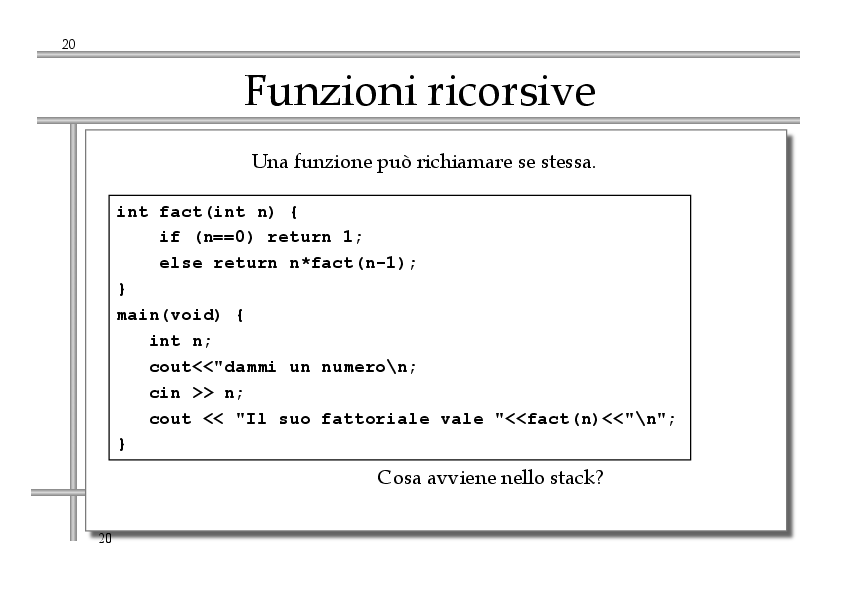 20
Funzioni ricorsive
Una funzione può richiamare se stessa.
int fact(int n) {
if (n==0) return 1;
else return n*fact(n-1);
}
main(void) {
int n;
cout<<"dammi un numero\n;
cin >> n;
cout << "Il suo fattoriale vale "<<fact(n)<<"\n";
}
Cosa avviene nello stack?
20